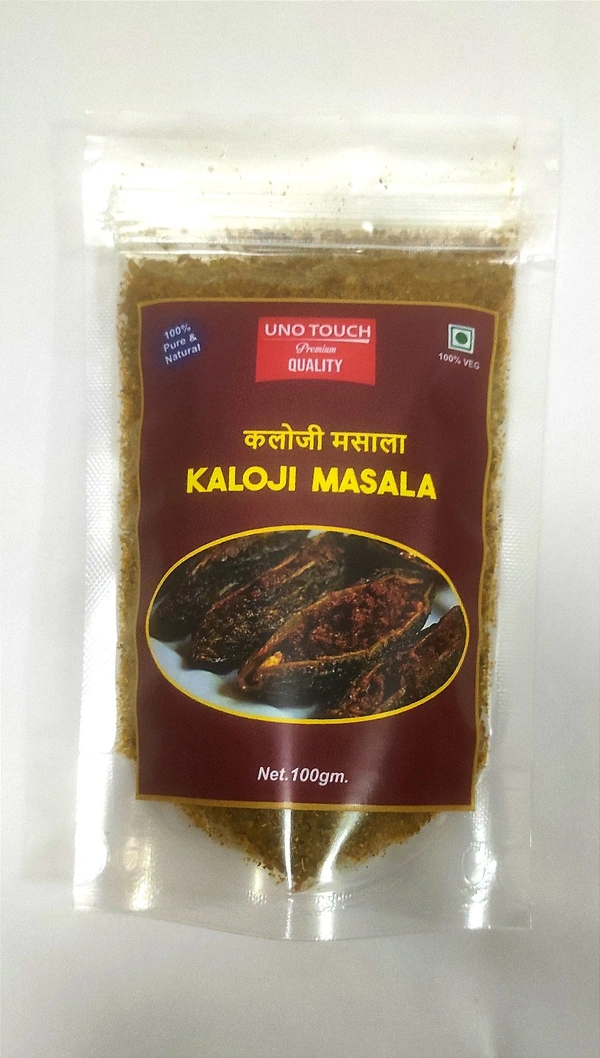 100%
Pure &
Natural
UNO TOUCH
Premium
QUALITY
100% VEG
कलोजी मसाला
KALOJI MASALA
Net.100gm.